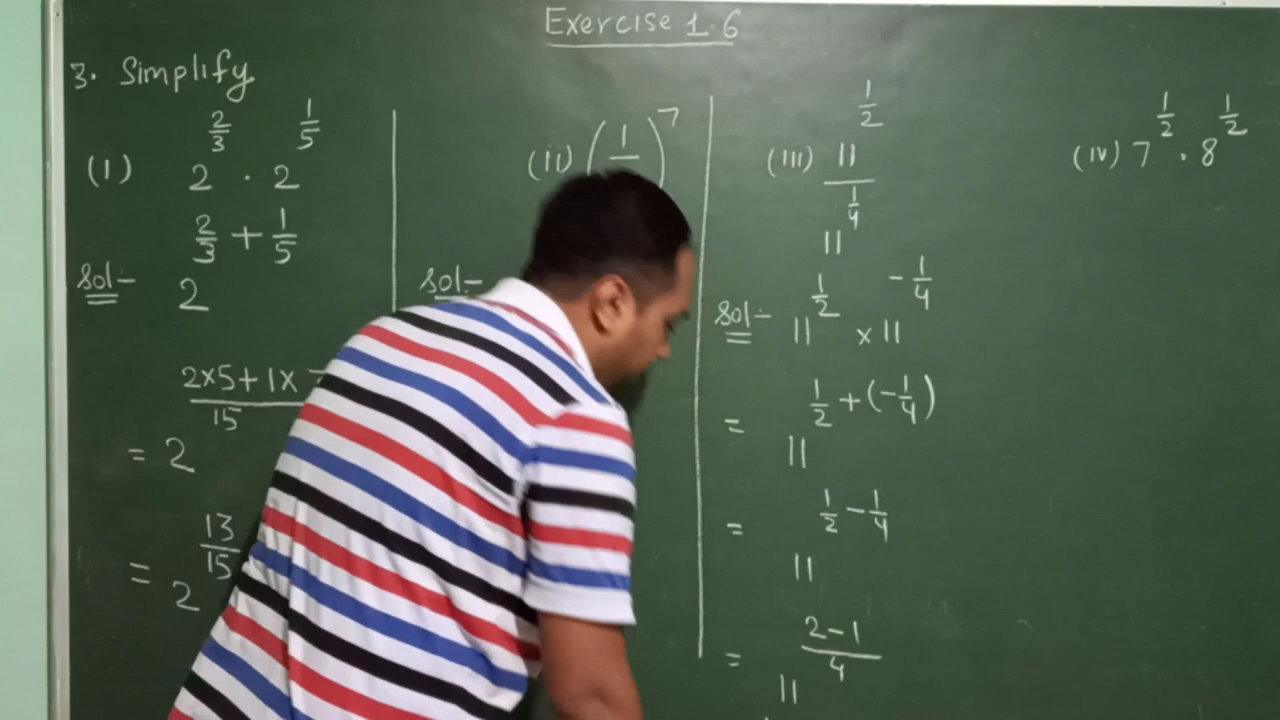 Exercise 1.6
3. Simplify
(i) 2^(2/3) · 2^(1/5)
Sol- 2^(2/3 + 1/5)
= 2^((2×5+1×)/15)
= 2^(13/15)
(ii) (1/)^7
Sol-
(iii) 11^(1/2) / 11^(1/4)
Sol- 11^(1/2) × 11^(-1/4)
= 11^(1/2 + (-1/4))
= 11^(1/2 - 1/4)
= 11^((2-1)/4)
(iv) 7^(1/2) · 8^(1/2)